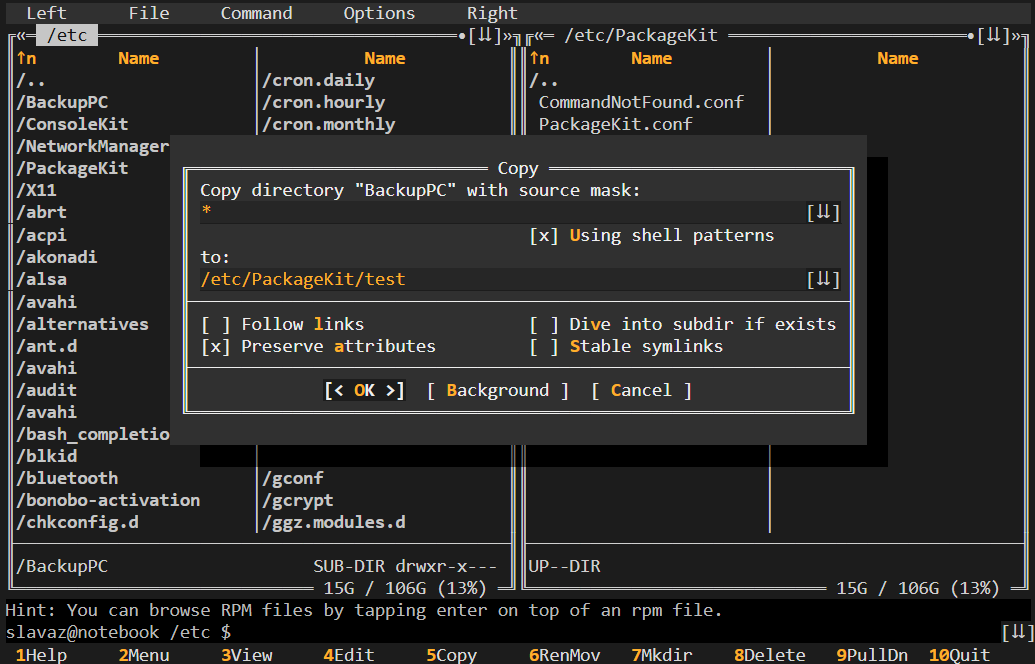 Left File Command Options Right
«═ /etc ═•[⇊]» «═ /etc/PackageKit ═•[⇊]»
↑n Name Name ↑n Name Name
/.. /cron.daily /..
/BackupPC /cron.hourly CommandNotFound.conf
/ConsoleKit /cron.monthly PackageKit.conf
/NetworkManager
/PackageKit
/X11
/abrt
/acpi
/akonadi
/alsa
/avahi
/alternatives
/ant.d
/avahi
/audit
/avahi
/bash_completio
/blkid
/bluetooth /gconf
/bonobo-activation /gcrypt
/chkconfig.d /ggz.modules.d
Copy
Copy directory "BackupPC" with source mask:
* [⇊]
[x] Using shell patterns
to:
/etc/PackageKit/test [⇊]
[ ] Follow links [ ] Dive into subdir if exists
[x] Preserve attributes [ ] Stable symlinks
[< OK >] [ Background ] [ Cancel ]
/BackupPC SUB-DIR drwxr-x--- UP--DIR
15G / 106G (13%) 15G / 106G (13%)
Hint: You can browse RPM files by tapping enter on top of an rpm file.
slavaz@notebook /etc $ [⇊]
1Help 2Menu 3View 4Edit 5Copy 6RenMov 7Mkdir 8Delete 9PullDn 10Quit